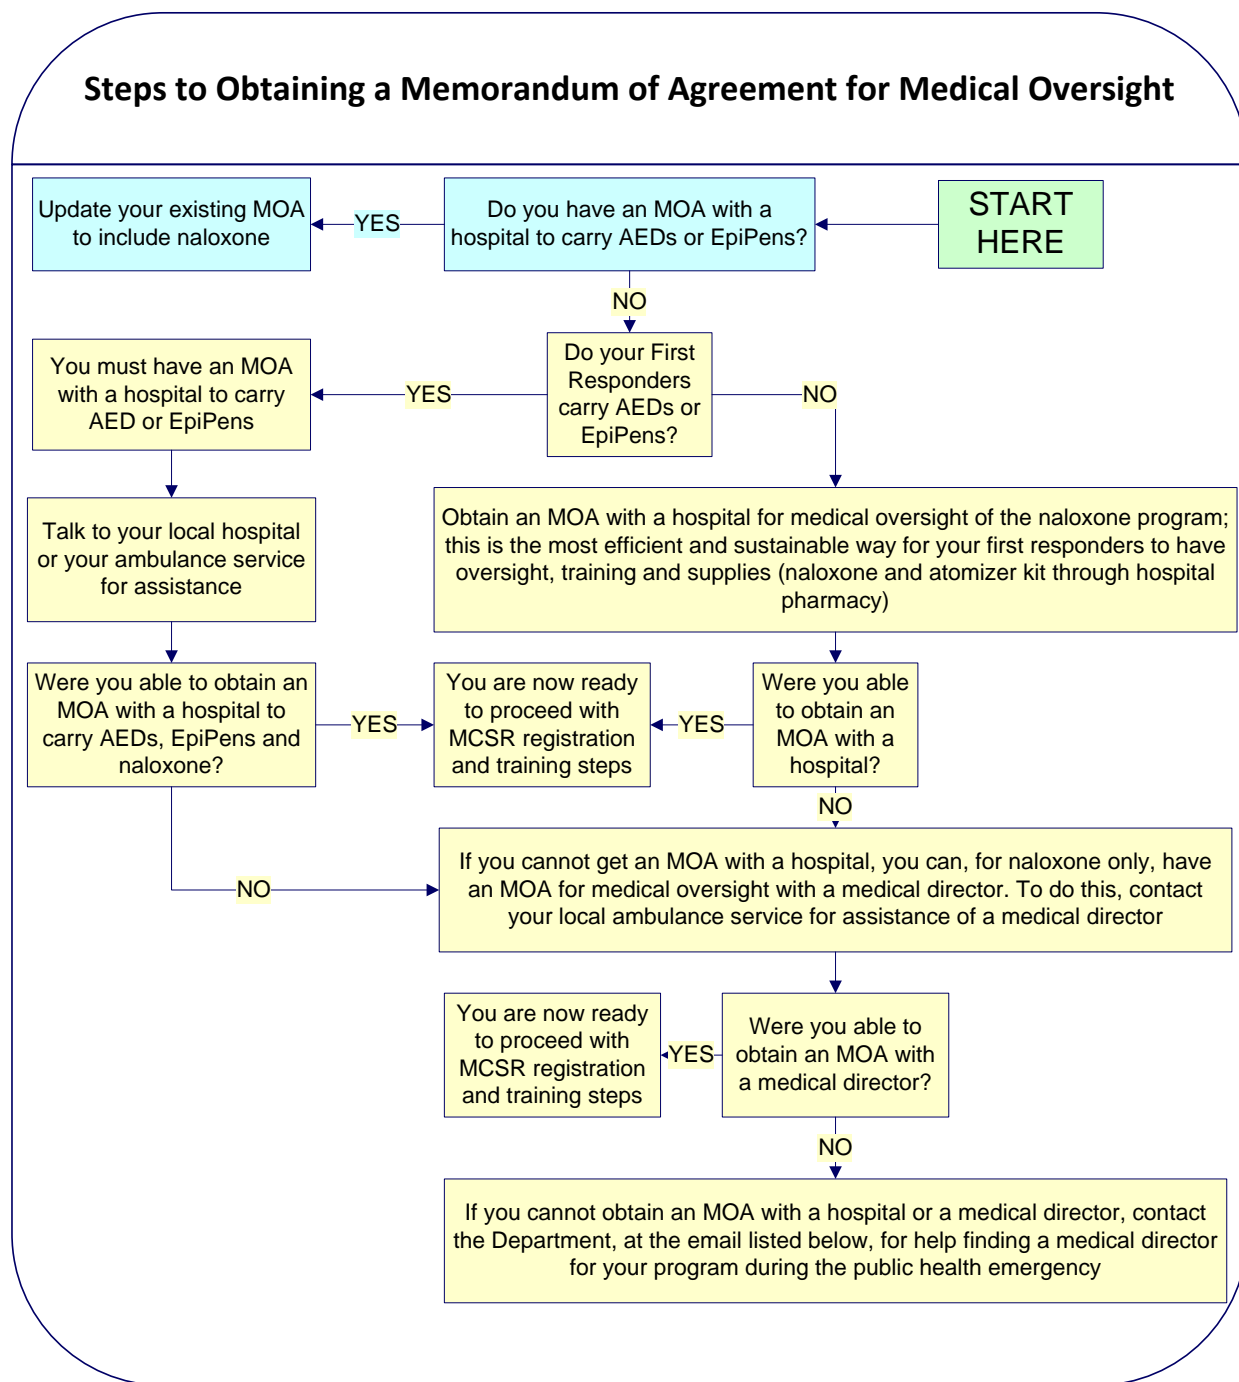 Steps to Obtaining a Memorandum of Agreement for Medical Oversight
START
HERE
Do you have an MOA with a
hospital to carry AEDs or EpiPens?
YES
Update your existing MOA
to include naloxone
NO
Do your First
Responders
carry AEDs or
EpiPens?
YES
You must have an MOA
with a hospital to carry
AED or EpiPens
NO
Talk to your local hospital
or your ambulance service
for assistance
Obtain an MOA with a hospital for medical oversight of the naloxone program;
this is the most efficient and sustainable way for your first responders to have
oversight, training and supplies (naloxone and atomizer kit through hospital
pharmacy)
Were you able to obtain an
MOA with a hospital to
carry AEDs, EpiPens and
naloxone?
YES
You are now ready
to proceed with
MCSR registration
and training steps
YES
Were you able
to obtain an
MOA with a
hospital?
NO
NO
If you cannot get an MOA with a hospital, you can, for naloxone only, have
an MOA for medical oversight with a medical director. To do this, contact
your local ambulance service for assistance of a medical director
You are now ready
to proceed with
MCSR registration
and training steps
YES
Were you able to
obtain an MOA with
a medical director?
NO
If you cannot obtain an MOA with a hospital or a medical director, contact
the Department, at the email listed below, for help finding a medical director
for your program during the public health emergency